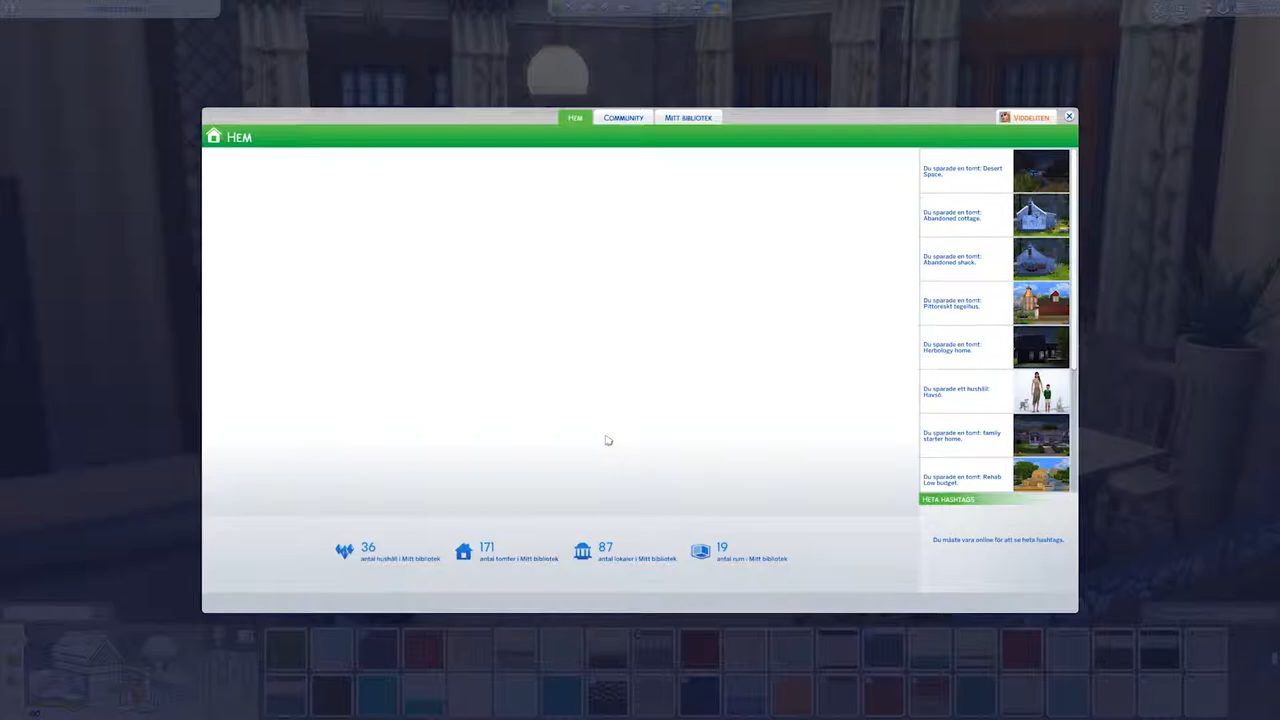 HEM
COMMUNITY
MITT BIBLIOTEK
VIDDELITEN
HEM
Du sparade en tomt: Desert
Space.
Du sparade en tomt:
Abandoned cottage.
Du sparade en tomt:
Abandoned shack.
Du sparade en tomt:
Pittoreskt tegelhus.
Du sparade en tomt:
Herbology home.
Du sparade ett hushåll:
Havsö.
Du sparade en tomt: family
starter home.
Du sparade en tomt: Rehab
Low budget.
HETA HASHTAGS
Du måste vara online för att se heta hashtags.
36
antal hushåll i Mitt bibliotek
171
antal tomter i Mitt bibliotek
87
antal lokaler i Mitt bibliotek
19
antal rum i Mitt bibliotek